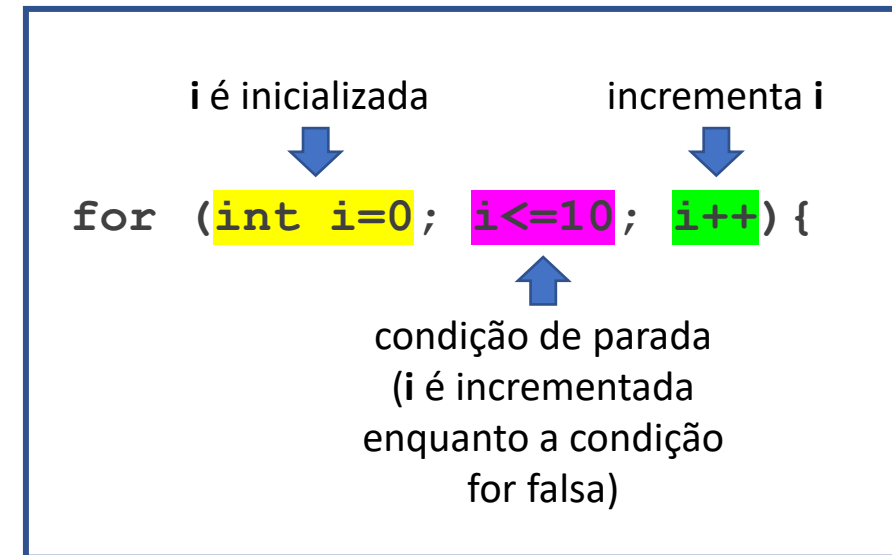 i é inicializada
incrementa i
for (int i=0; i<=10; i++){
condição de parada
(i é incrementada
enquanto a condição
for falsa)